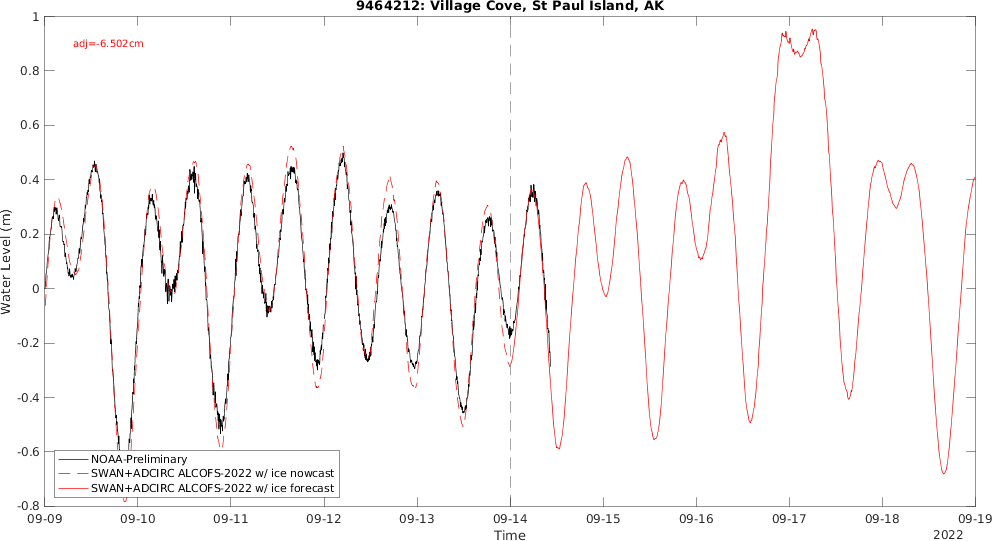 9464212: Village Cove, St Paul Island, AK
adj=-6.502cm
Water Level (m)
1
0.8
0.6
0.4
0.2
0
-0.2
-0.4
-0.6
-0.8
NOAA-Preliminary
SWAN+ADCIRC ALCOFS-2022 w/ ice nowcast
SWAN+ADCIRC ALCOFS-2022 w/ ice forecast
09-09 09-10 09-11 09-12 09-13 09-14 09-15 09-16 09-17 09-18 09-19
Time
2022